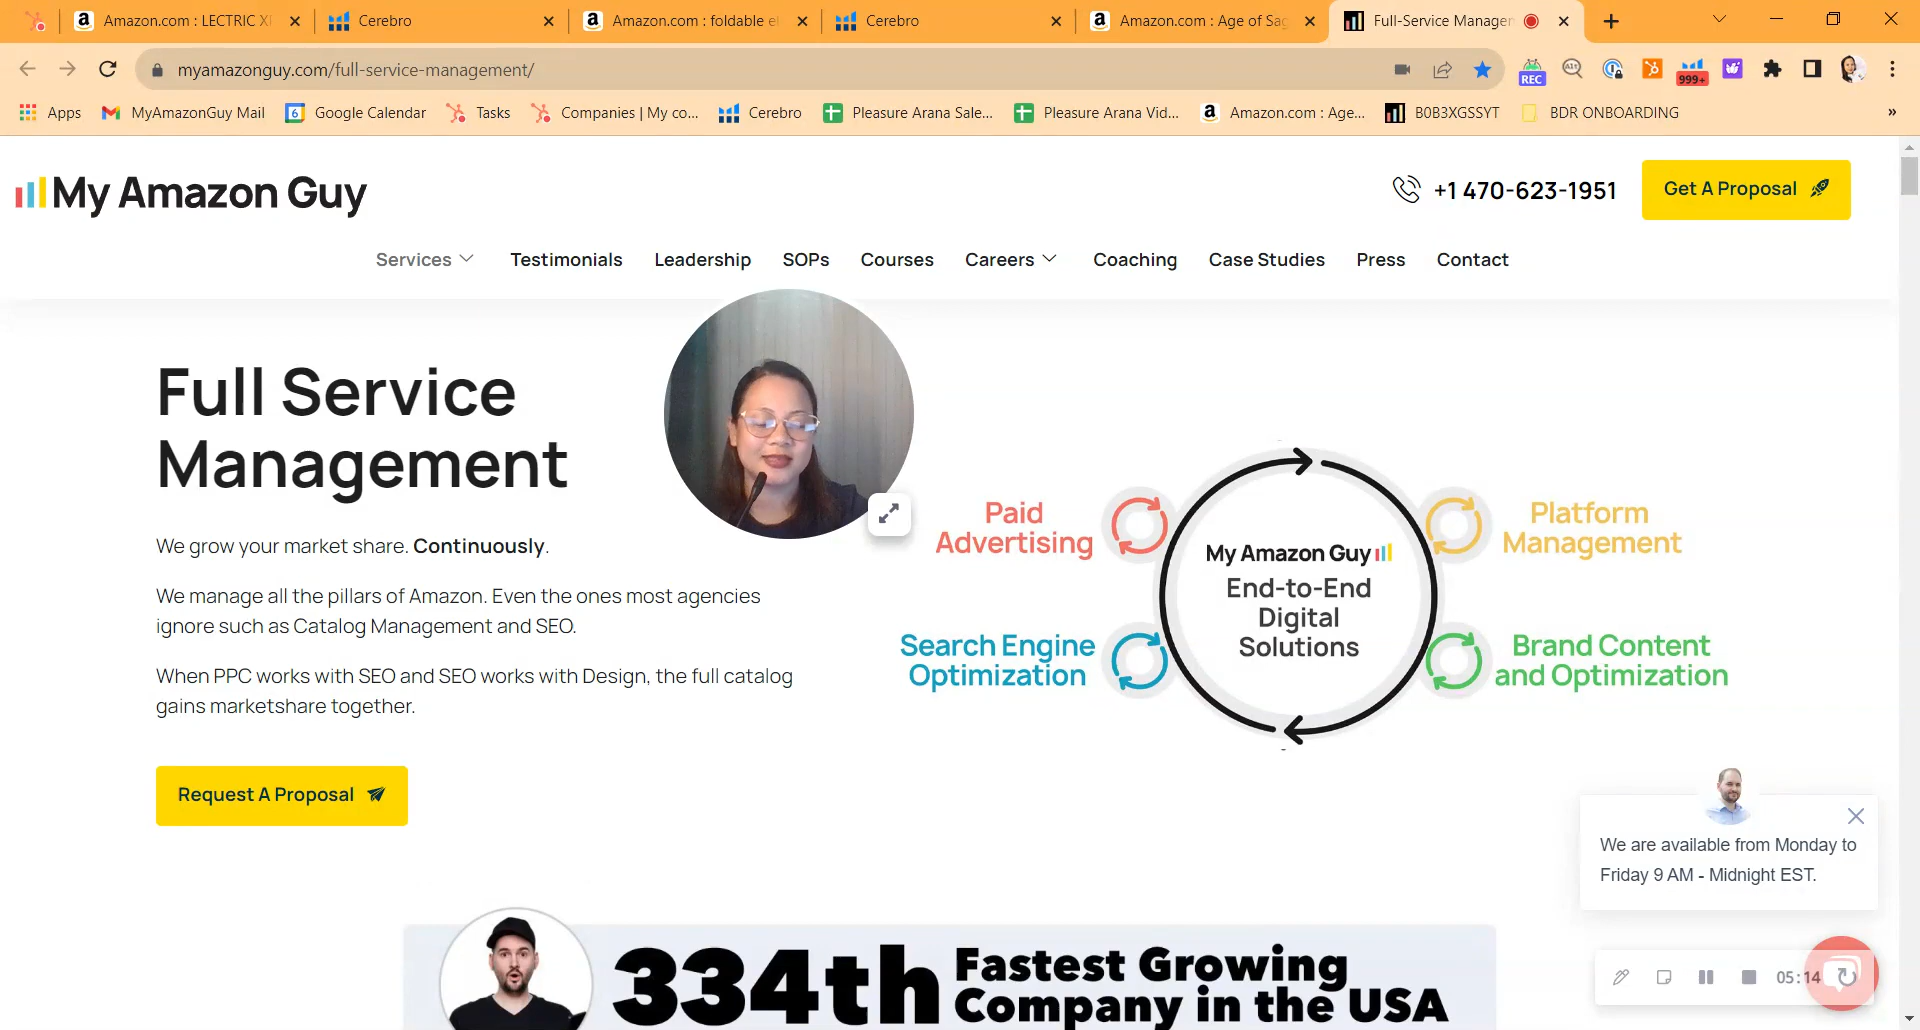 Amazon.com : LECTRIC X
Cerebro
Amazon.com : foldable e
Cerebro
Amazon.com : Age of Sa
Full-Service Manager
myamazonguy.com/full-service-management/
REC
Alt
999+
Apps
MyAmazonGuy Mail
6
Google Calendar
Tasks
Companies | My co...
Cerebro
Pleasure Arana Sale...
Pleasure Arana Vid...
Amazon.com : Age...
B0B3XGSSYT
BDR ONBOARDING
»
My Amazon Guy
+1 470-623-1951
Get A Proposal
Services
Testimonials
Leadership
SOPs
Courses
Careers
Coaching
Case Studies
Press
Contact
Full Service
Management
We grow your market share. Continuously.
We manage all the pillars of Amazon. Even the ones most agencies
ignore such as Catalog Management and SEO.
When PPC works with SEO and SEO works with Design, the full catalog
gains marketshare together.
Request A Proposal
Paid
Advertising
Platform
Management
My Amazon Guy
End-to-End
Digital
Solutions
Search Engine
Optimization
Brand Content
and Optimization
We are available from Monday to
Friday 9 AM - Midnight EST.
334th
Fastest Growing
Company in the USA
05:14